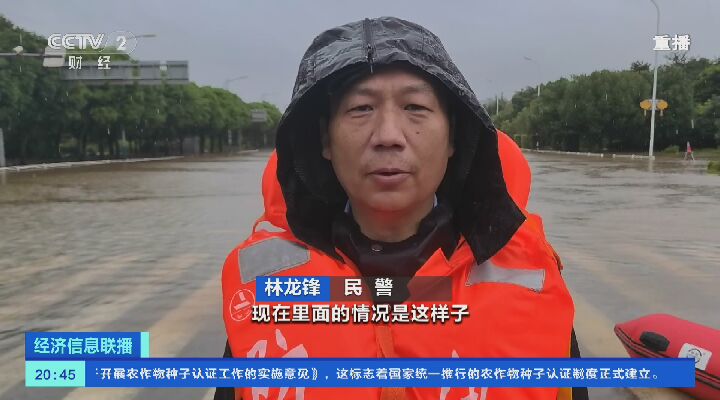 CCTV 2
财经
重播
林龙锋 民警
现在里面的情况是这样子
经济信息联播
20:45 开展农作物种子认证工作的实施意见》，这标志着国家统一推行的农作物种子认证制度正式建立。